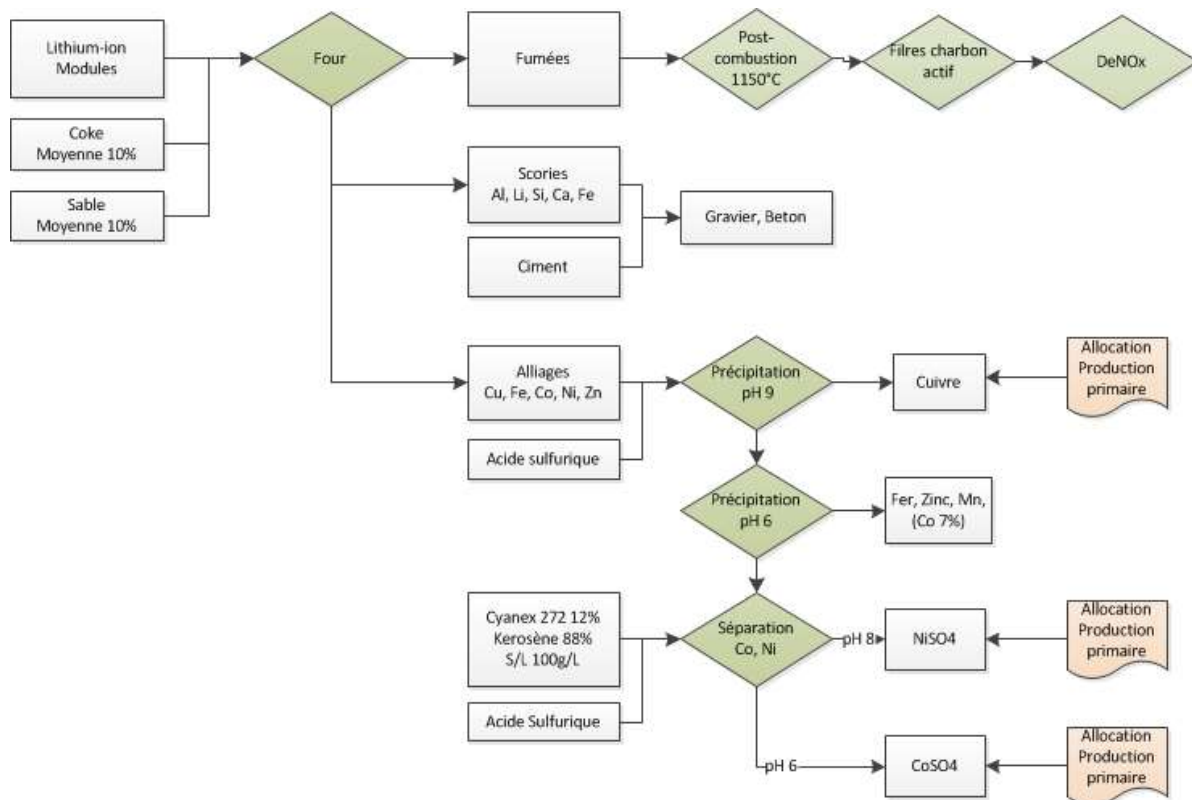 Lithium-ion
Modules
Four
Fumées
Post-
combustion
1150°C
Filres charbon
actif
DeNOx
Coke
Moyenne 10%
Sable
Moyenne 10%
Scories
Al, Li, Si, Ca, Fe
Gravier, Beton
Ciment
Alliages
Cu, Fe, Co, Ni, Zn
Précipitation
pH 9
Cuivre
Allocation
Production
primaire
Acide sulfurique
Précipitation
pH 6
Fer, Zinc, Mn,
(Co 7%)
Cyanex 272 12%
Kerosène 88%
S/L 100g/L
Séparation
Co, Ni
pH 8
NiSO4
Allocation
Production
primaire
Acide Sulfurique
pH 6
CoSO4
Allocation
Production
primaire